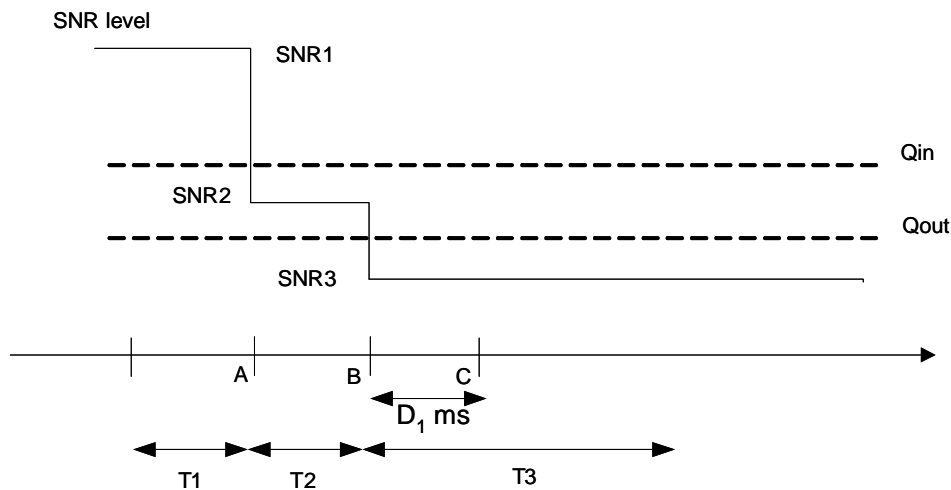 SNR level
SNR1
Qin
SNR2
Qout
SNR3
A
B
C
D₁ ms
T1
T2
T3